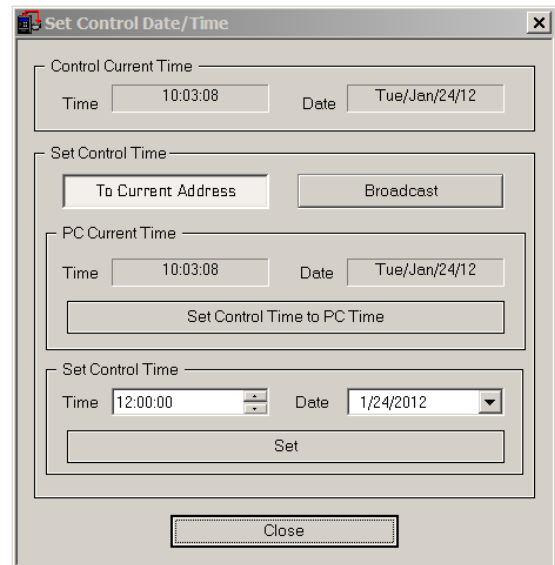 Set Control Date/Time
Control Current Time
Time 10:03:08 Date Tue/Jan/24/12
Set Control Time
To Current Address Broadcast
PC Current Time
Time 10:03:08 Date Tue/Jan/24/12
Set Control Time to PC Time
Set Control Time
Time 12:00:00 Date 1/24/2012
Set
Close